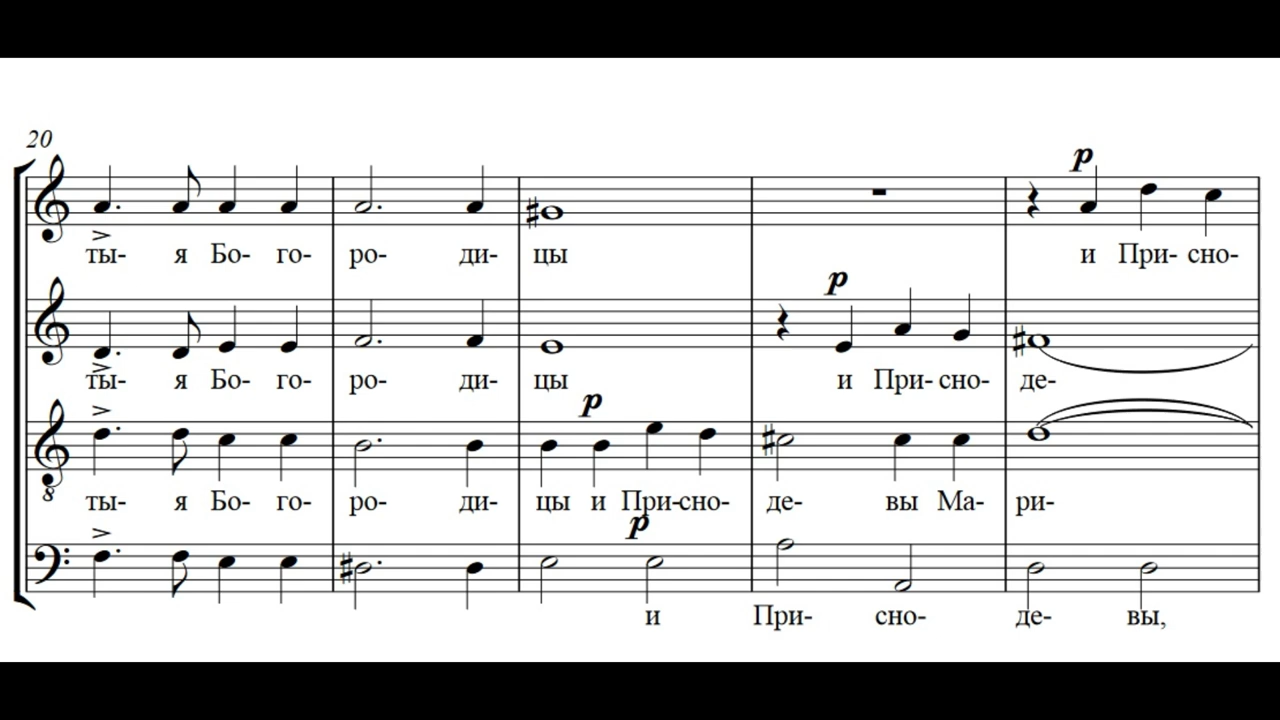 20
p
ты- я Бо- го- ро- ди- цы и При- сно-
p
ты- я Бо- го- ро- ди- цы и При- сно- де-
p
ты- я Бо- го- ро- ди- цы и При-сно- де- вы Ма- ри-
8
p
и При- сно- де- вы,